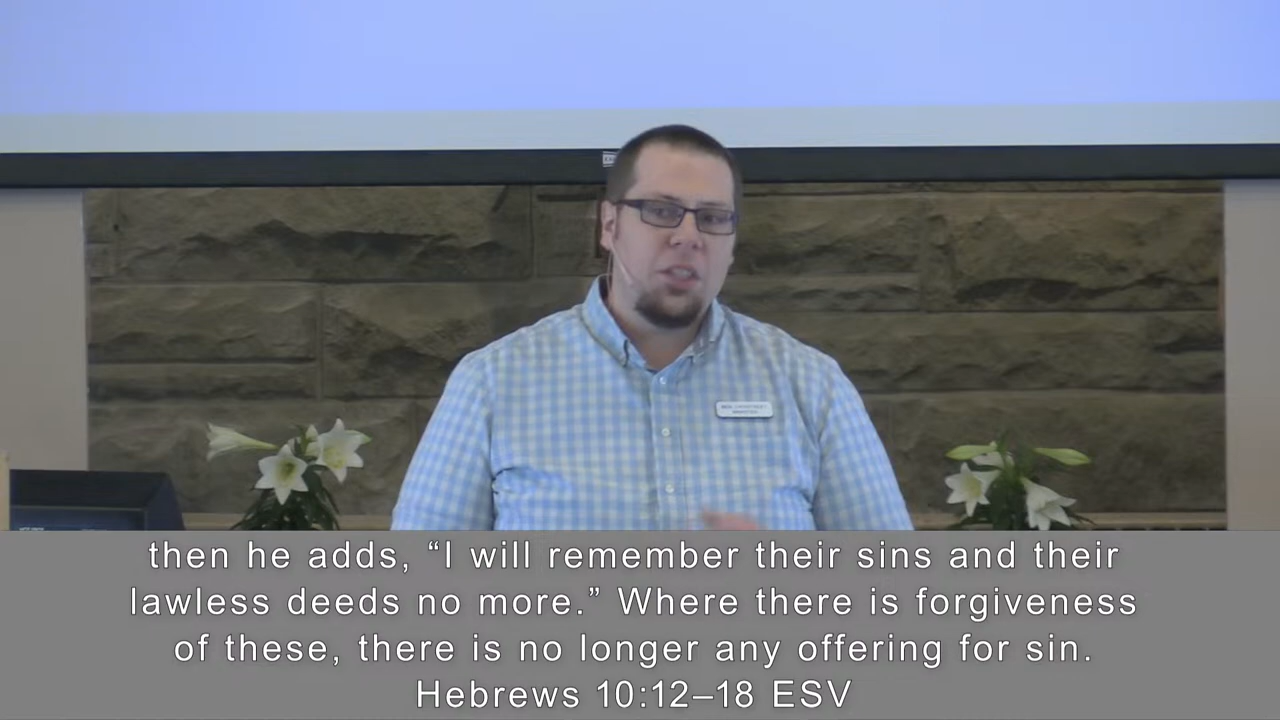 then he adds, “I will remember their sins and their
lawless deeds no more.” Where there is forgiveness
of these, there is no longer any offering for sin.
Hebrews 10:12–18 ESV